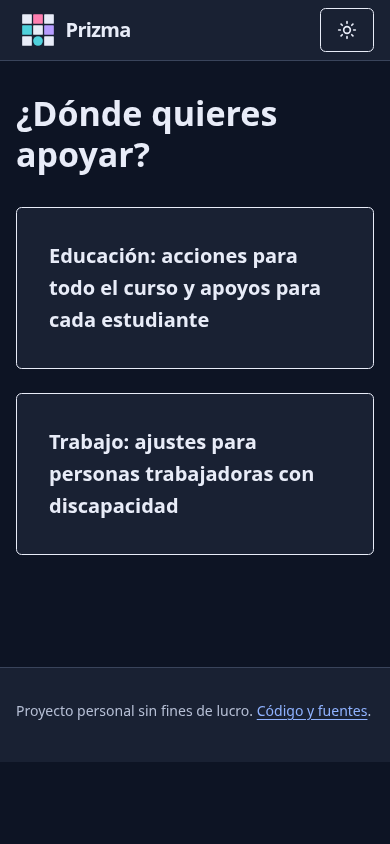 Prizma
¿Dónde quieres
apoyar?
Educación: acciones para
todo el curso y apoyos para
cada estudiante
Trabajo: ajustes para
personas trabajadoras con
discapacidad
Proyecto personal sin fines de lucro. Código y fuentes.